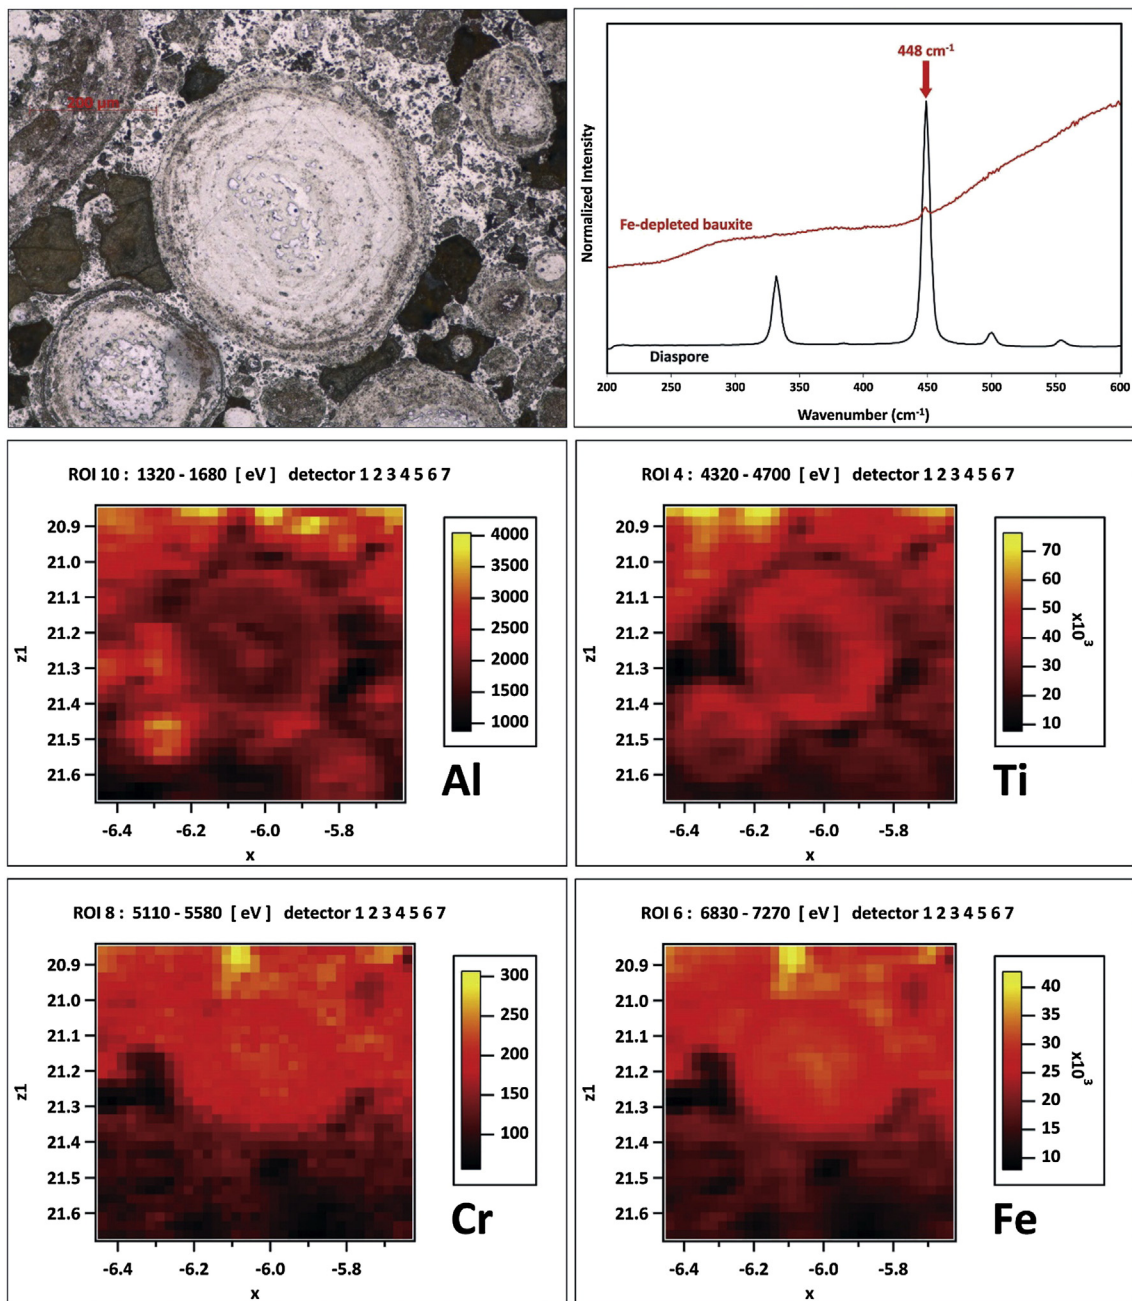 200 µm
448 cm⁻¹
Normalized Intensity
Fe-depleted bauxite
Diaspore
200 250 300 350 400 450 500 550 600
Wavenumber (cm⁻¹)
ROI 10 : 1320 - 1680 [ eV ] detector 1 2 3 4 5 6 7
20.9
21.0
21.1
21.2
21.3
21.4
21.5
21.6
z1
-6.4 -6.2 -6.0 -5.8
x
4000
3500
3000
2500
2000
1500
1000
Al
ROI 4 : 4320 - 4700 [ eV ] detector 1 2 3 4 5 6 7
20.9
21.0
21.1
21.2
21.3
21.4
21.5
21.6
z1
-6.4 -6.2 -6.0 -5.8
x
70
60
50
40
30
20
10
x10³
Ti
ROI 8 : 5110 - 5580 [ eV ] detector 1 2 3 4 5 6 7
20.9
21.0
21.1
21.2
21.3
21.4
21.5
21.6
z1
-6.4 -6.2 -6.0 -5.8
x
300
250
200
150
100
Cr
ROI 6 : 6830 - 7270 [ eV ] detector 1 2 3 4 5 6 7
20.9
21.0
21.1
21.2
21.3
21.4
21.5
21.6
z1
-6.4 -6.2 -6.0 -5.8
x
40
35
30
25
20
15
10
x10³
Fe